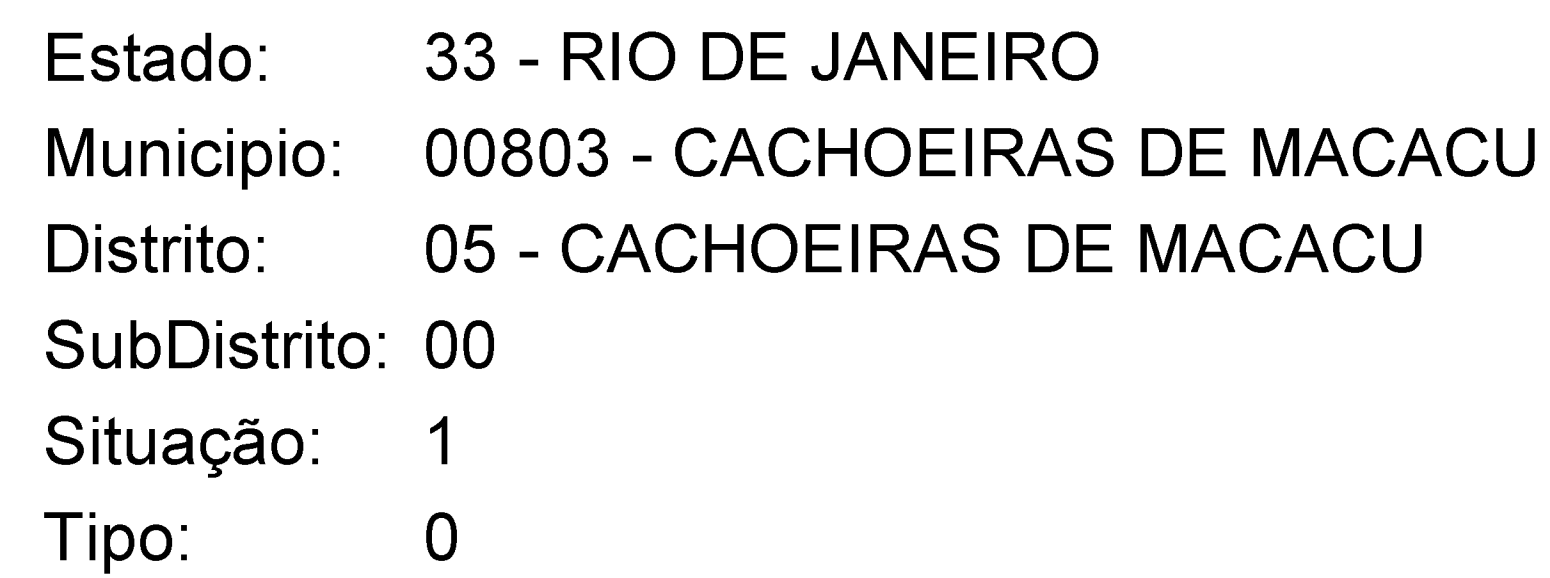 Estado: 33 - RIO DE JANEIRO
Municipio: 00803 - CACHOEIRAS DE MACACU
Distrito: 05 - CACHOEIRAS DE MACACU
SubDistrito: 00
Situação: 1
Tipo: 0